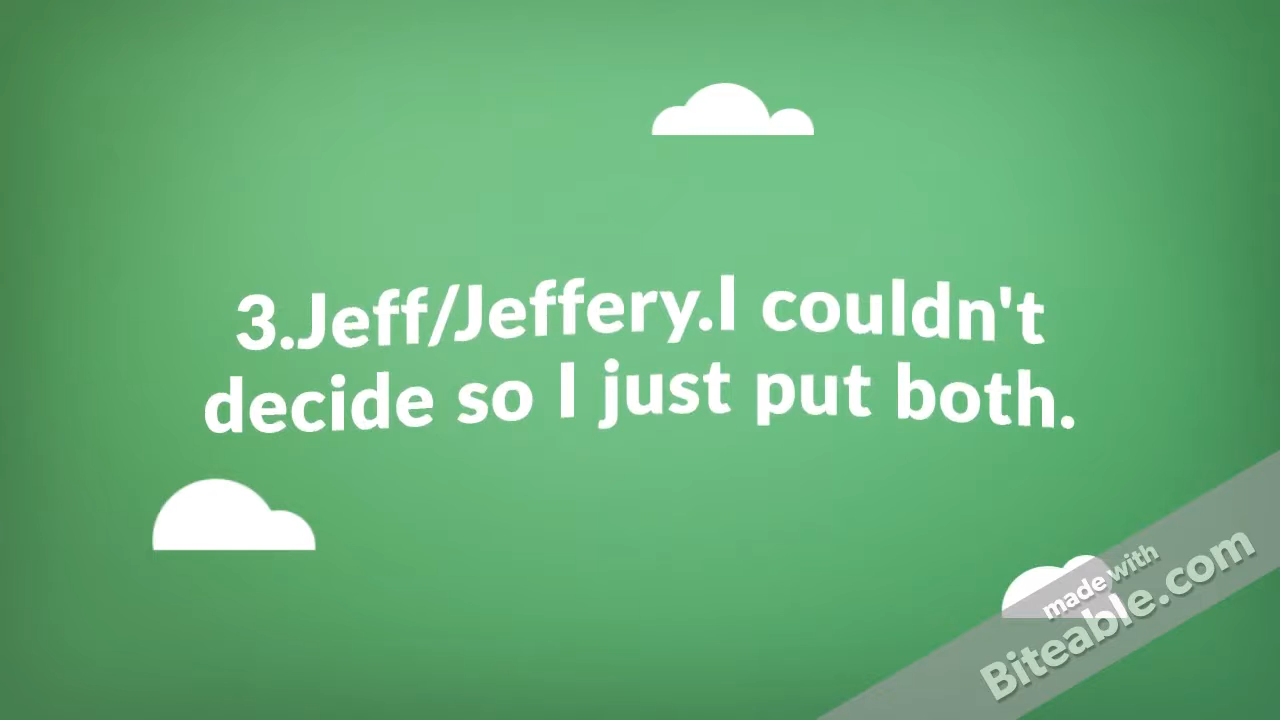 3.Jeff/Jeffery.I couldn't
decide so I just put both.
made with
Biteable.com